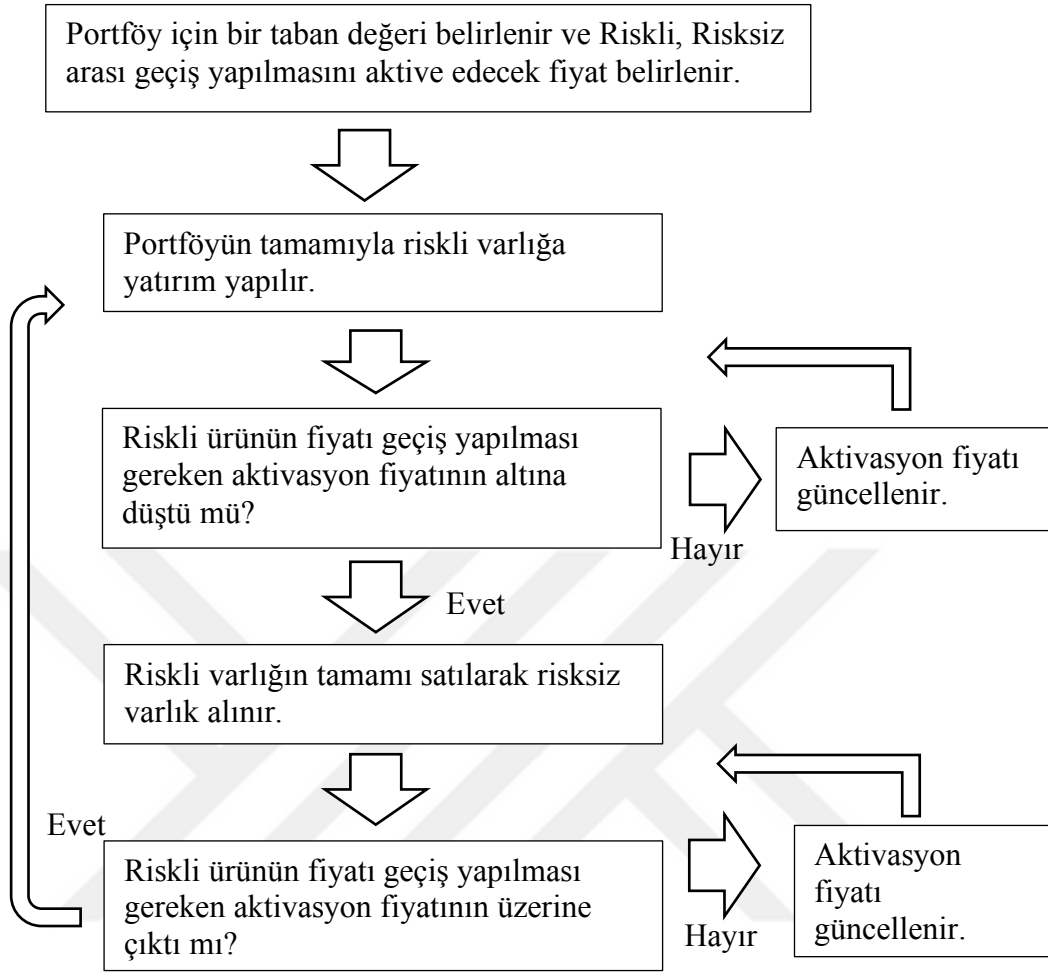 Portföy için bir taban değeri belirlenir ve Riskli, Risksiz
arası geçiş yapılmasını aktive edecek fiyat belirlenir.
Portföyün tamamıyla riskli varlığa
yatırım yapılır.
Riskli ürünün fiyatı geçiş yapılması
gereken aktivasyon fiyatının altına
düştü mü?
Hayır
Aktivasyon fiyatı
güncellenir.
Evet
Riskli varlığın tamamı satılarak risksiz
varlık alınır.
Evet
Riskli ürünün fiyatı geçiş yapılması
gereken aktivasyon fiyatının üzerine
çıktı mı?
Hayır
Aktivasyon
fiyatı
güncellenir.